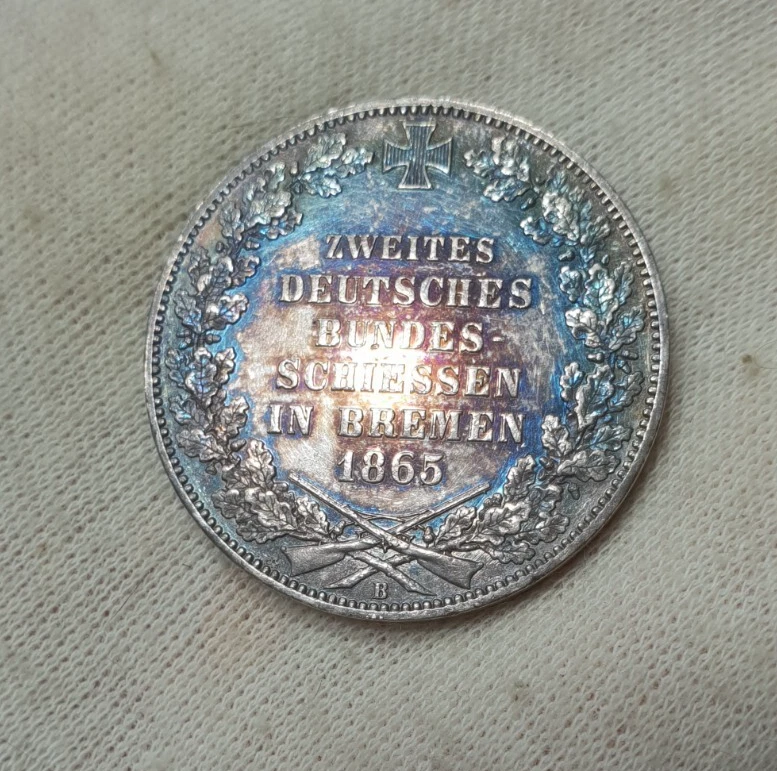 ZWEITES
DEUTSCHES
BUNDES-
SCHIESSEN
IN BREMEN
1865
B